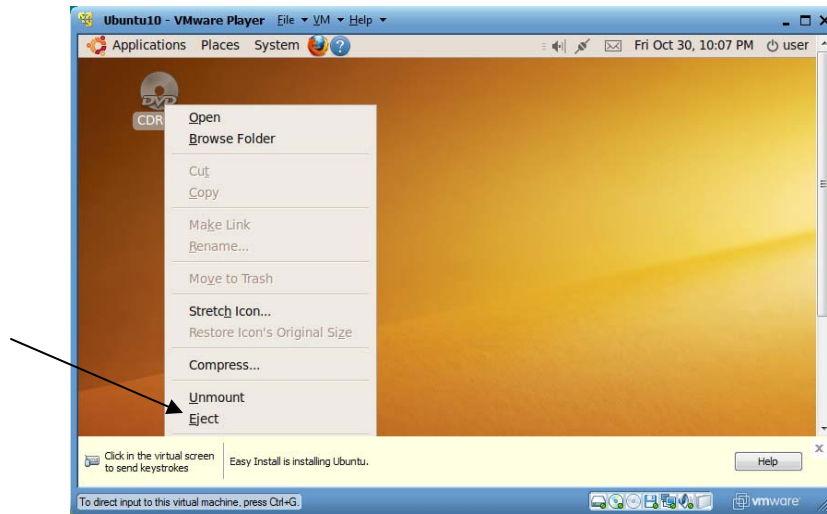 Ubuntu10 - VMware Player File VM Help
Applications Places System Fri Oct 30, 10:07 PM user
DVD
CDR
Open
Browse Folder
Cut
Copy
Make Link
Rename...
Move to Trash
Stretch Icon...
Restore Icon's Original Size
Compress...
Unmount
Eject
Click in the virtual screen
to send keystrokes
Easy Install is installing Ubuntu.
Help
To direct input to this virtual machine, press Ctrl+G.
vmware